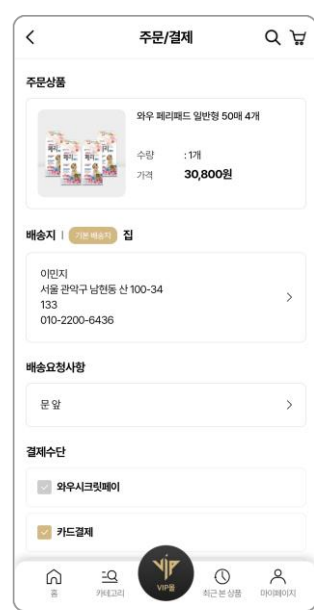 주문/결제
주문상품
와우 페리패드 일반형 50매 4개
수량 : 1개
가격 30,800원
배송지 | 기본 배송지 집
이민지
서울 관악구 남현동 산 100-34
133
010-2200-6436
배송요청사항
문 앞
결제수단
와우시크릿페이
카드결제
홈 카테고리 VIP몰 최근 본 상품 마이페이지